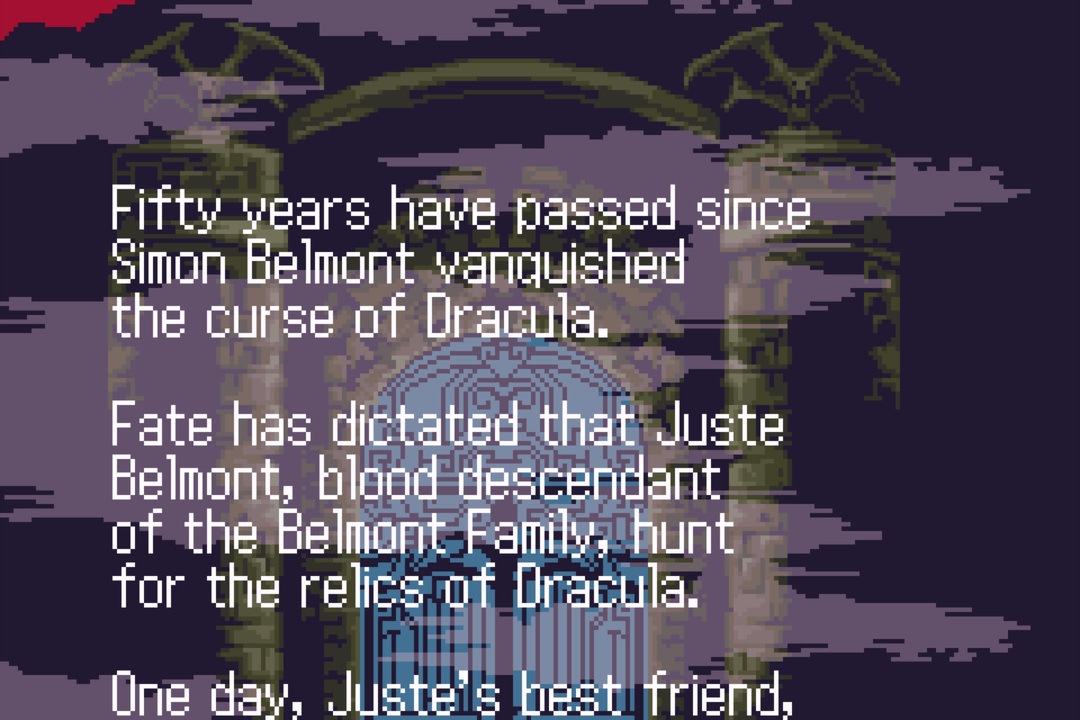 Fifty years have passed since
Simon Belmont vanquished
the curse of Dracula.
Fate has dictated that Juste
Belmont, blood descendant
of the Belmont Family, hunt
for the relics of Dracula.
One day, Juste's best friend,